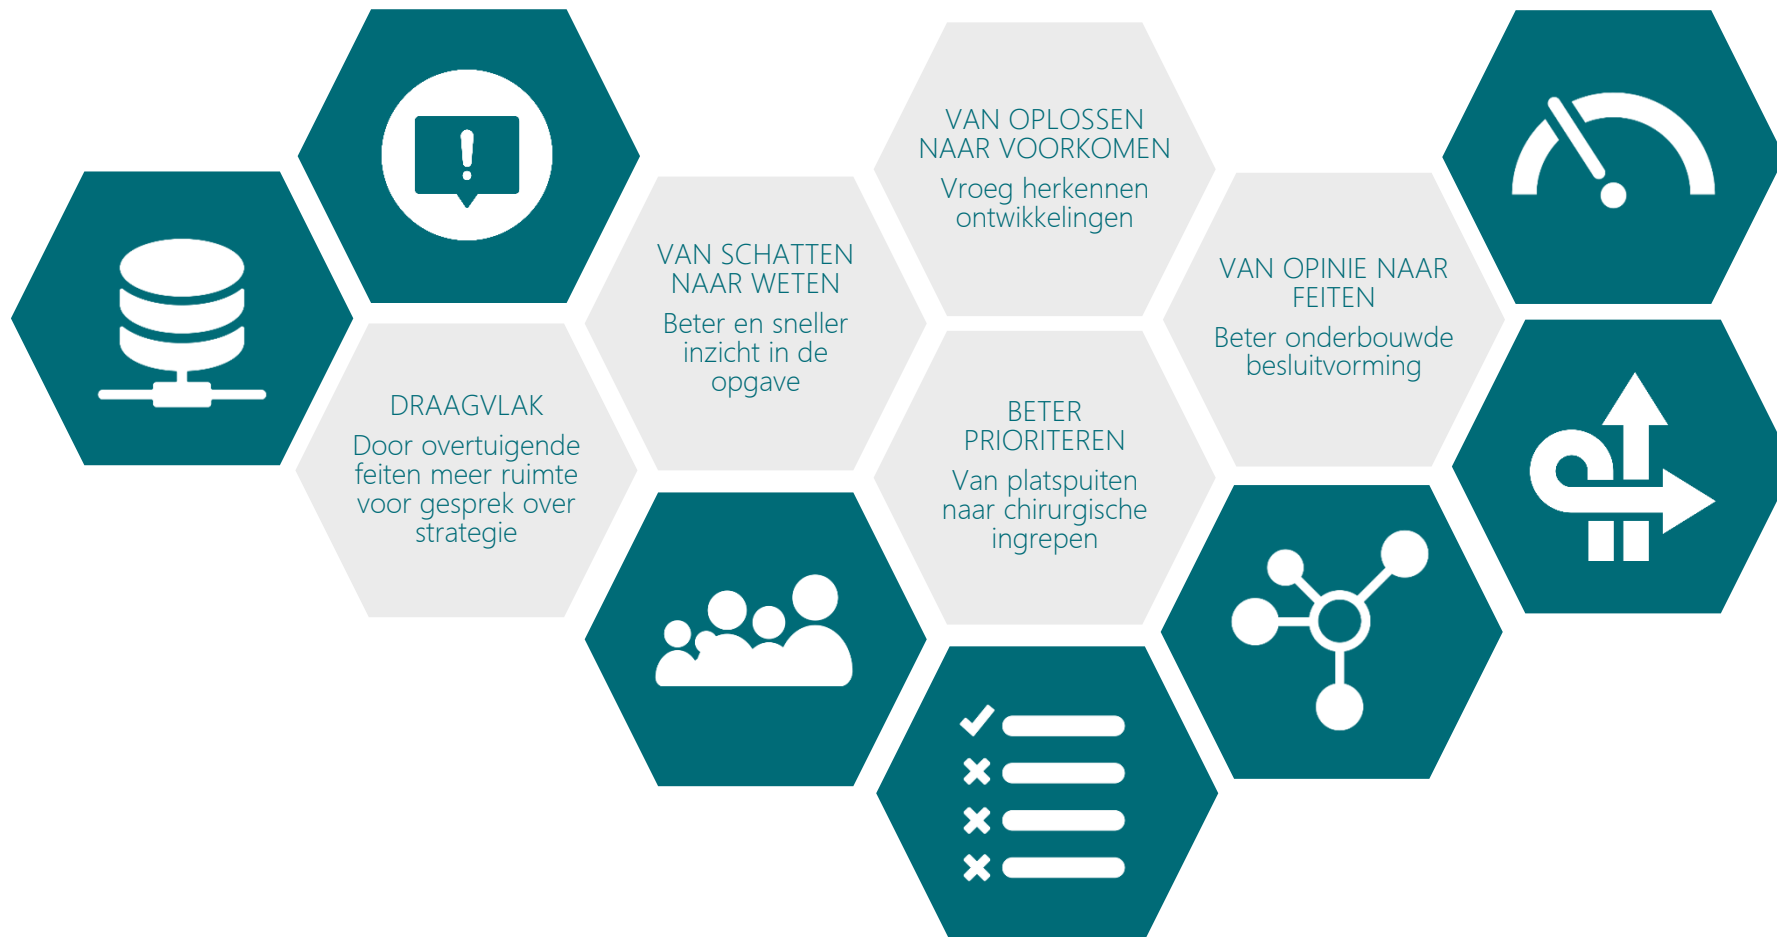 DRAAGVLAK
Door overtuigende
feiten meer ruimte
voor gesprek over
strategie
VAN SCHATTEN
NAAR WETEN
Beter en sneller
inzicht in de
opgave
VAN OPLOSSEN
NAAR VOORKOMEN
Vroeg herkennen
ontwikkelingen
BETER
PRIORITEREN
Van platspuiten
naar chirurgische
ingrepen
VAN OPINIE NAAR
FEITEN
Beter onderbouwde
besluitvorming